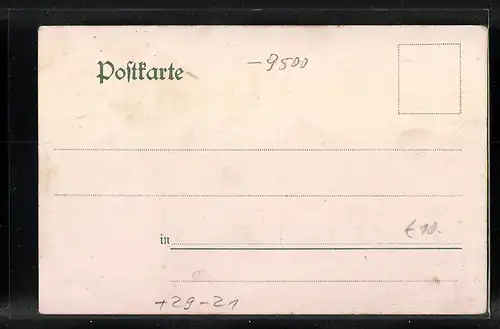 Postkarte
-9500
in
€10.
+29-21